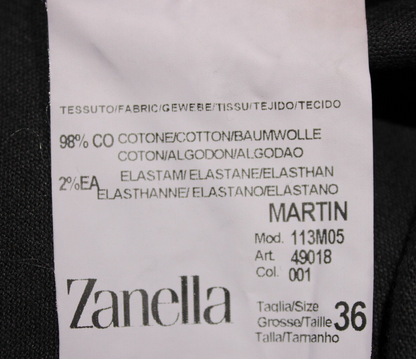 TESSUTO/FABRIC/GEWEBE/TISSU/TEJIDO/TECIDO
98% CO COTONE/COTTON/BAUMWOLLE
COTON/ALGODON/ALGODAO
2%EA ELASTAM/ELASTANE/ELASTHAN
ELASTHANNE/ELASTANO/ELASTANO
MARTIN
Mod. 113M05
Art. 49018
Col. 001
Zanella
Taglia/Size
Grosse/Taille 36
Talla/Tamanho